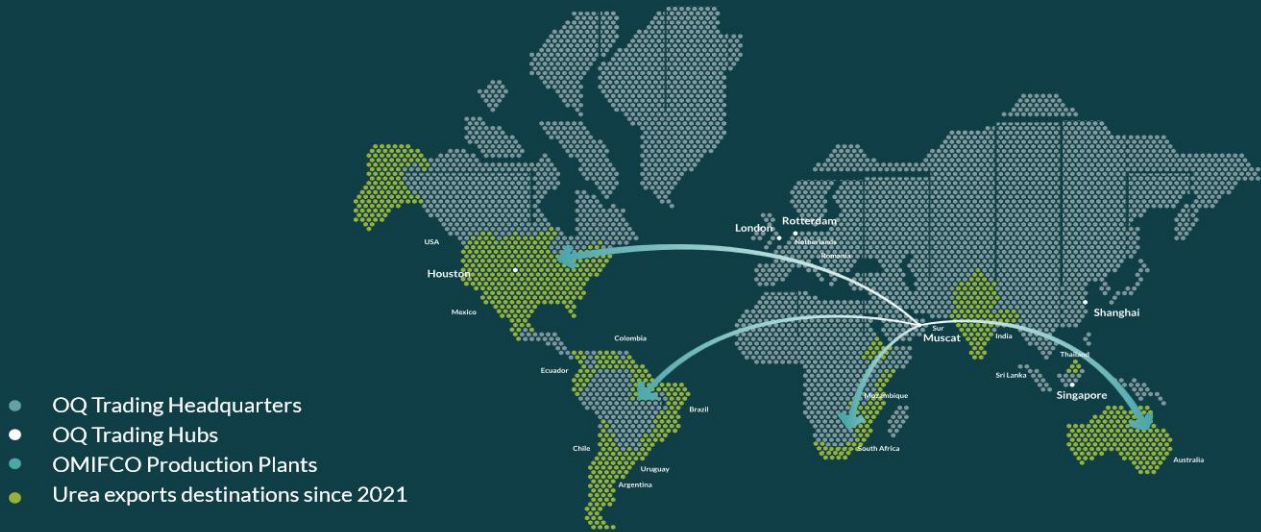 USA
Houston
Mexico
Colombia
Ecuador
Brazil
Chile
Uruguay
Argentina
London
Rotterdam
Netherlands
Romania
Sur
Muscat
India
Shanghai
Thailand
Sri Lanka
Singapore
Mozambique
South Africa
Australia
OQ Trading Headquarters
OQ Trading Hubs
OMIFCO Production Plants
Urea exports destinations since 2021